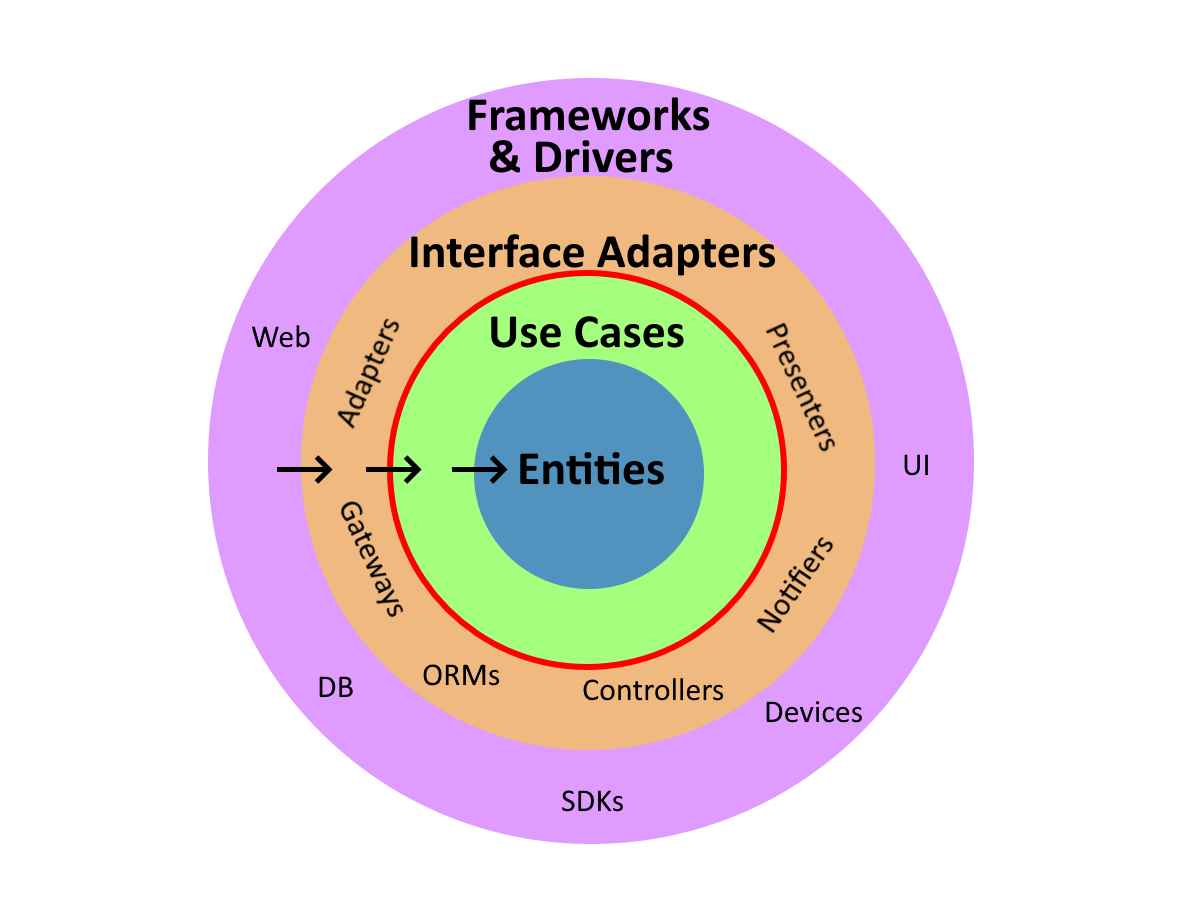 Frameworks
& Drivers
Interface Adapters
Use Cases
Web
Adapters
Presenters
Entities
UI
Gateways
Notifiers
DB
ORMs
Controllers
Devices
SDKs